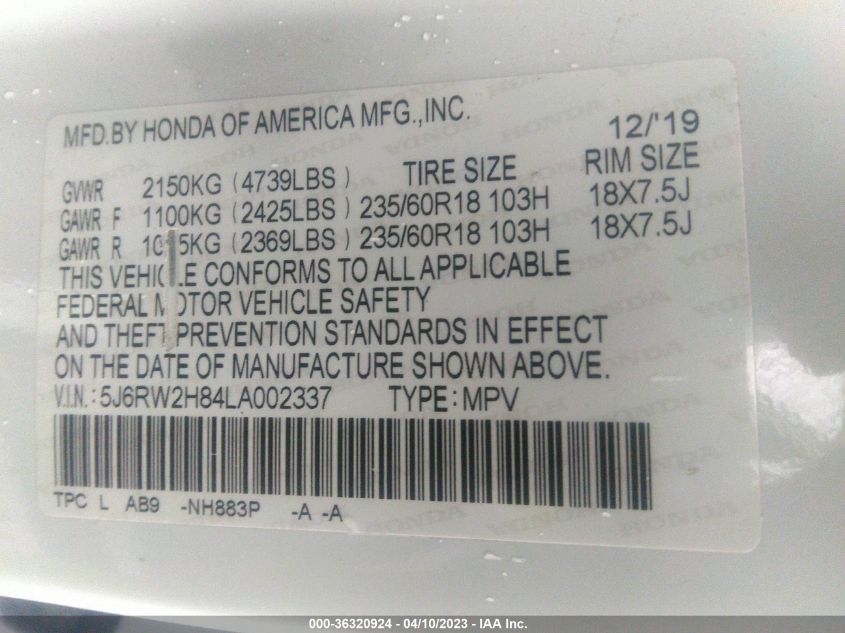 MFD.BY HONDA OF AMERICA MFG.,INC. 12/'19
GVWR 2150KG (4739LBS) TIRE SIZE RIM SIZE
GAWR F 1100KG (2425LBS) 235/60R18 103H 18X7.5J
GAWR R (2369LBS) 235/60R18 103H 18X7.5J
THIS VEHICLE CONFORMS TO ALL APPLICABLE
FEDERAL MOTOR VEHICLE SAFETY
AND THEFT PREVENTION STANDARDS IN EFFECT
ON THE DATE OF MANUFACTURE SHOWN ABOVE.
V.I.N.: 5J6RW2H84LA002337 TYPE: MPV
TPC L AB9 -NH883P -A -A
000-36320924 - 04/10/2023 - IAA Inc.